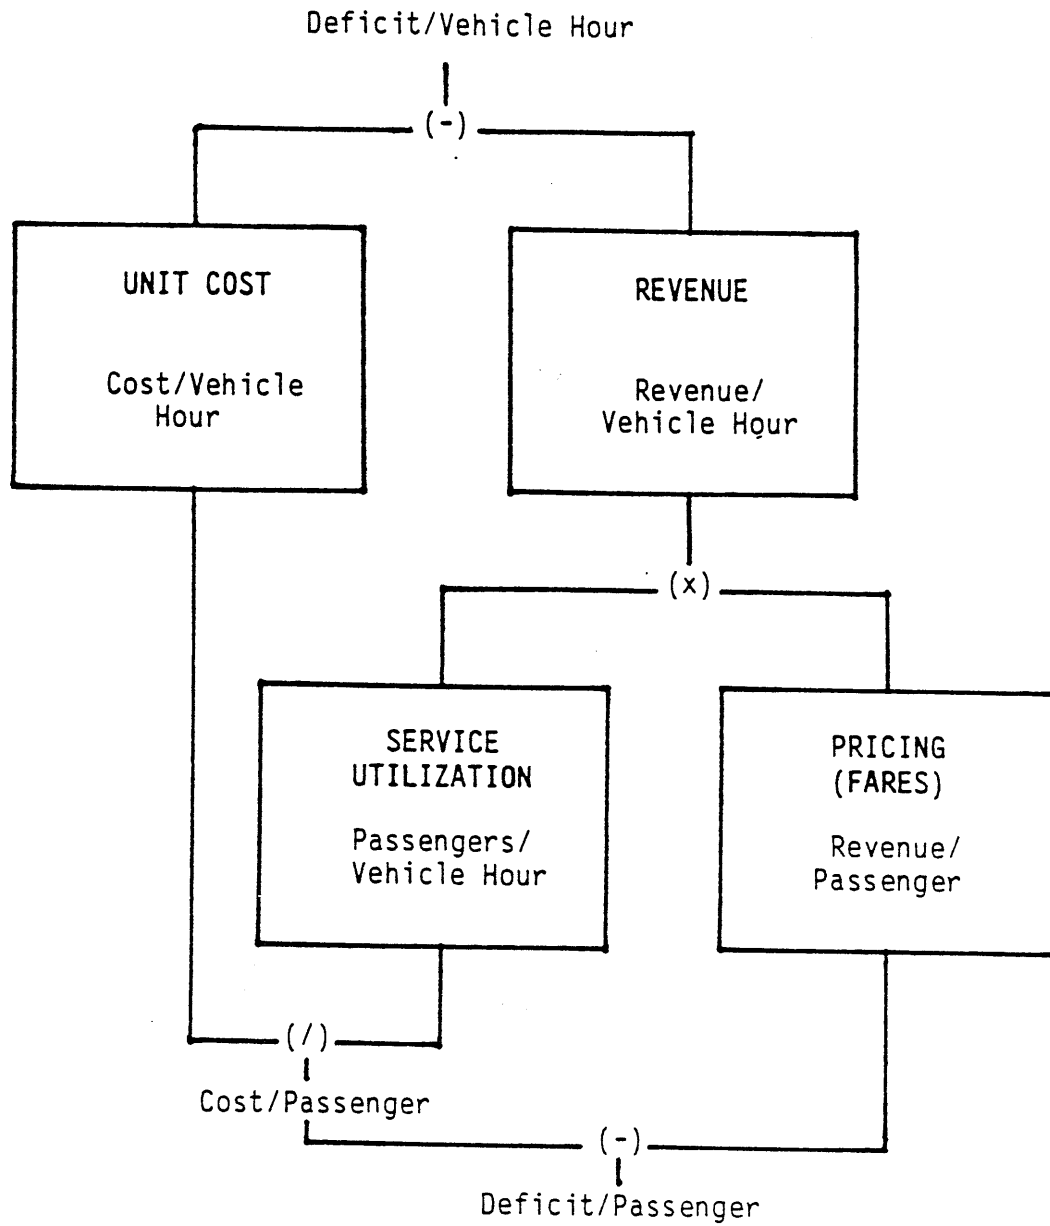 Deficit/Vehicle Hour
(-)
UNIT COST
Cost/Vehicle
Hour
REVENUE
Revenue/
Vehicle Hour
(x)
SERVICE
UTILIZATION
Passengers/
Vehicle Hour
PRICING
(FARES)
Revenue/
Passenger
(/)
Cost/Passenger
(-)
Deficit/Passenger